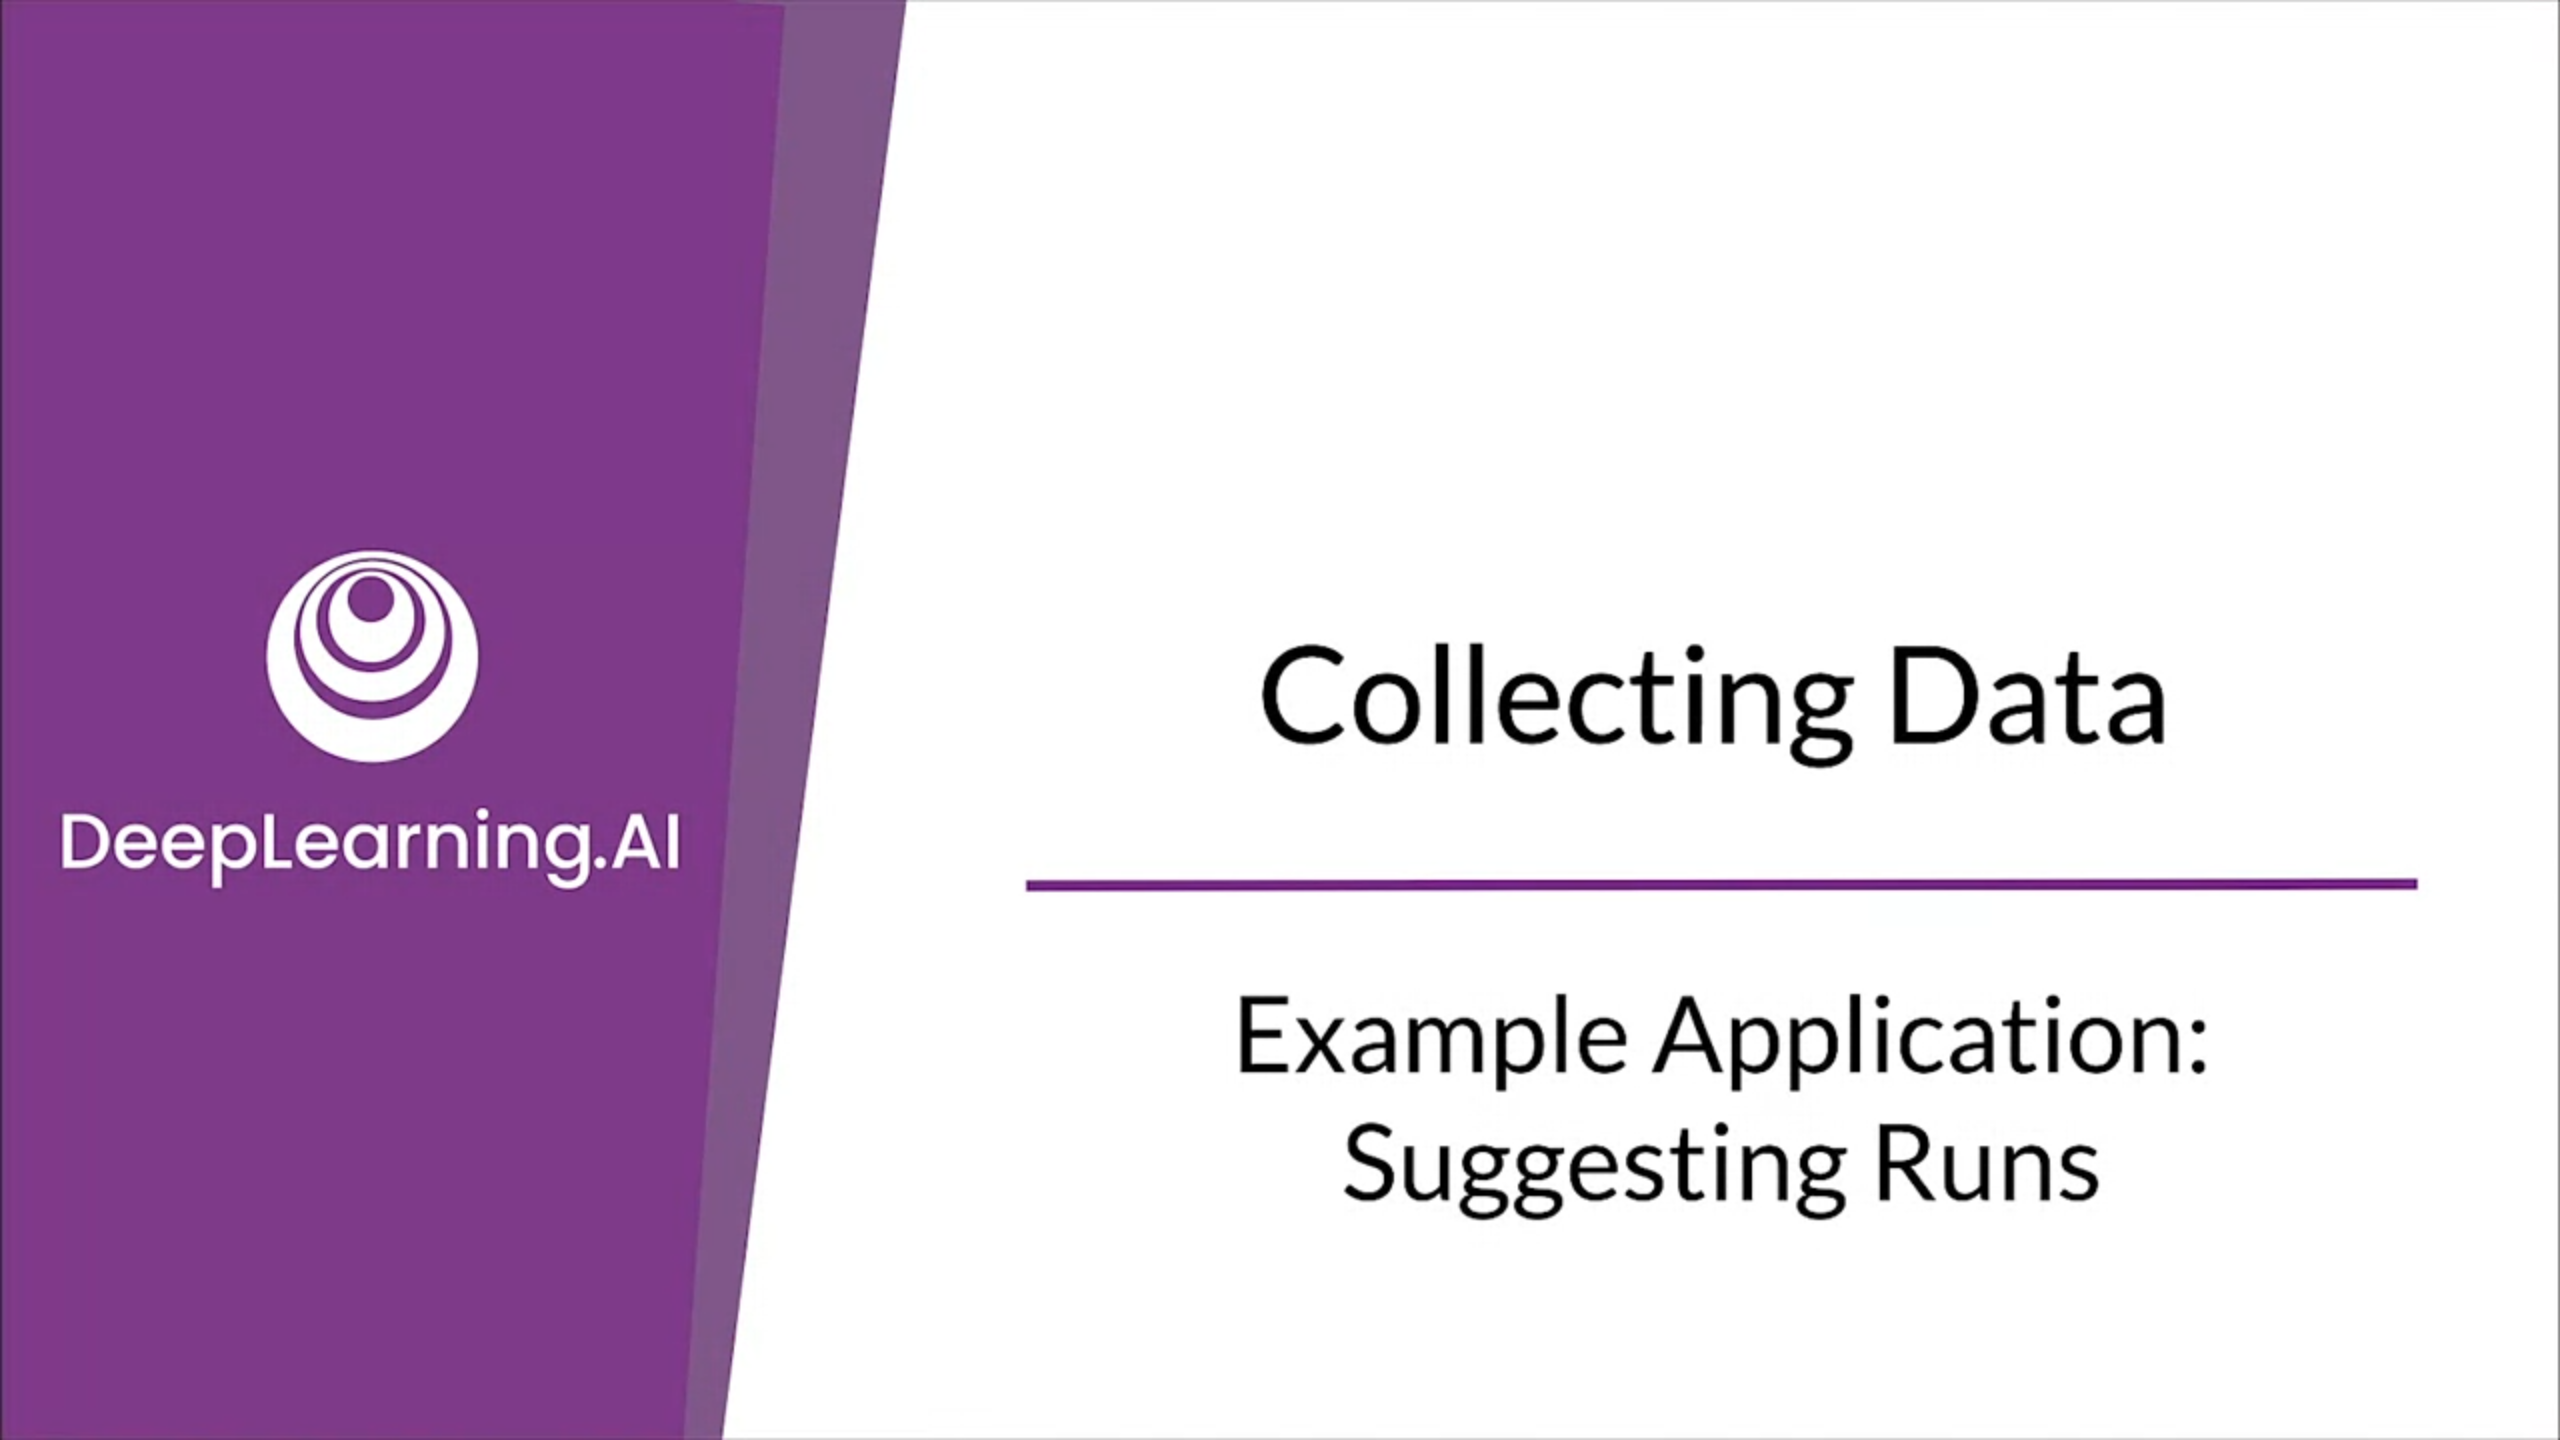 DeepLearning.AI
Collecting Data
Example Application:
Suggesting Runs